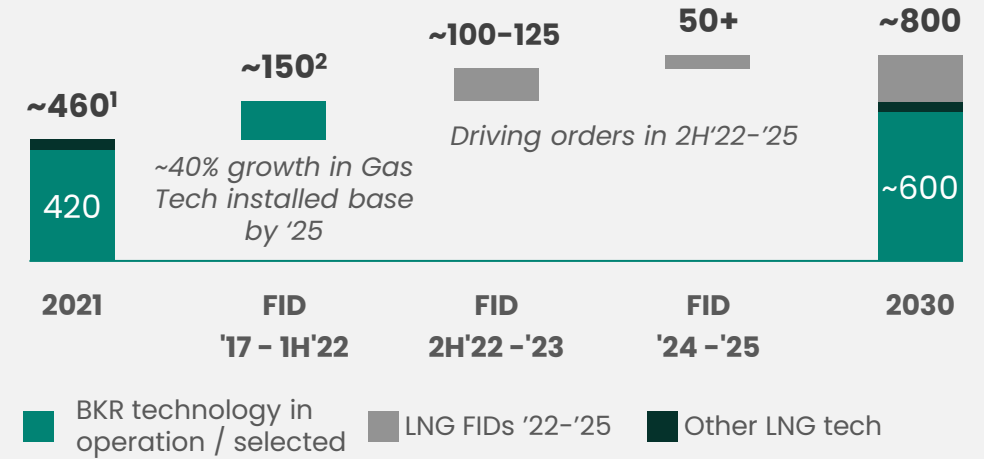 ~460¹
~150²
~100-125
50+
~800
420
~40% growth in Gas
Tech installed base
by ‘25
Driving orders in 2H‘22-’25
~600
2021
FID
'17 - 1H'22
FID
2H'22 -'23
FID
'24 -'25
2030
BKR technology in
operation / selected
LNG FIDs ’22-’25
Other LNG tech